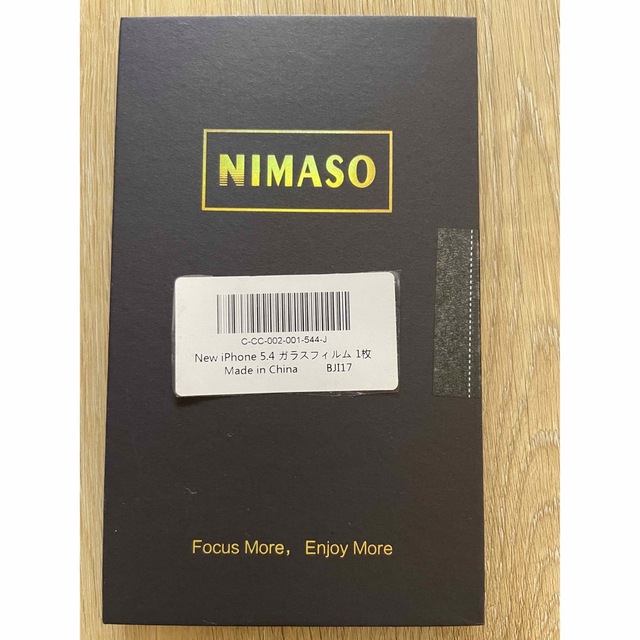 NIMASO
C-CC-002-001-544-J
New iPhone 5.4 ガラスフィルム 1枚
Made in China BJI17
Focus More, Enjoy More